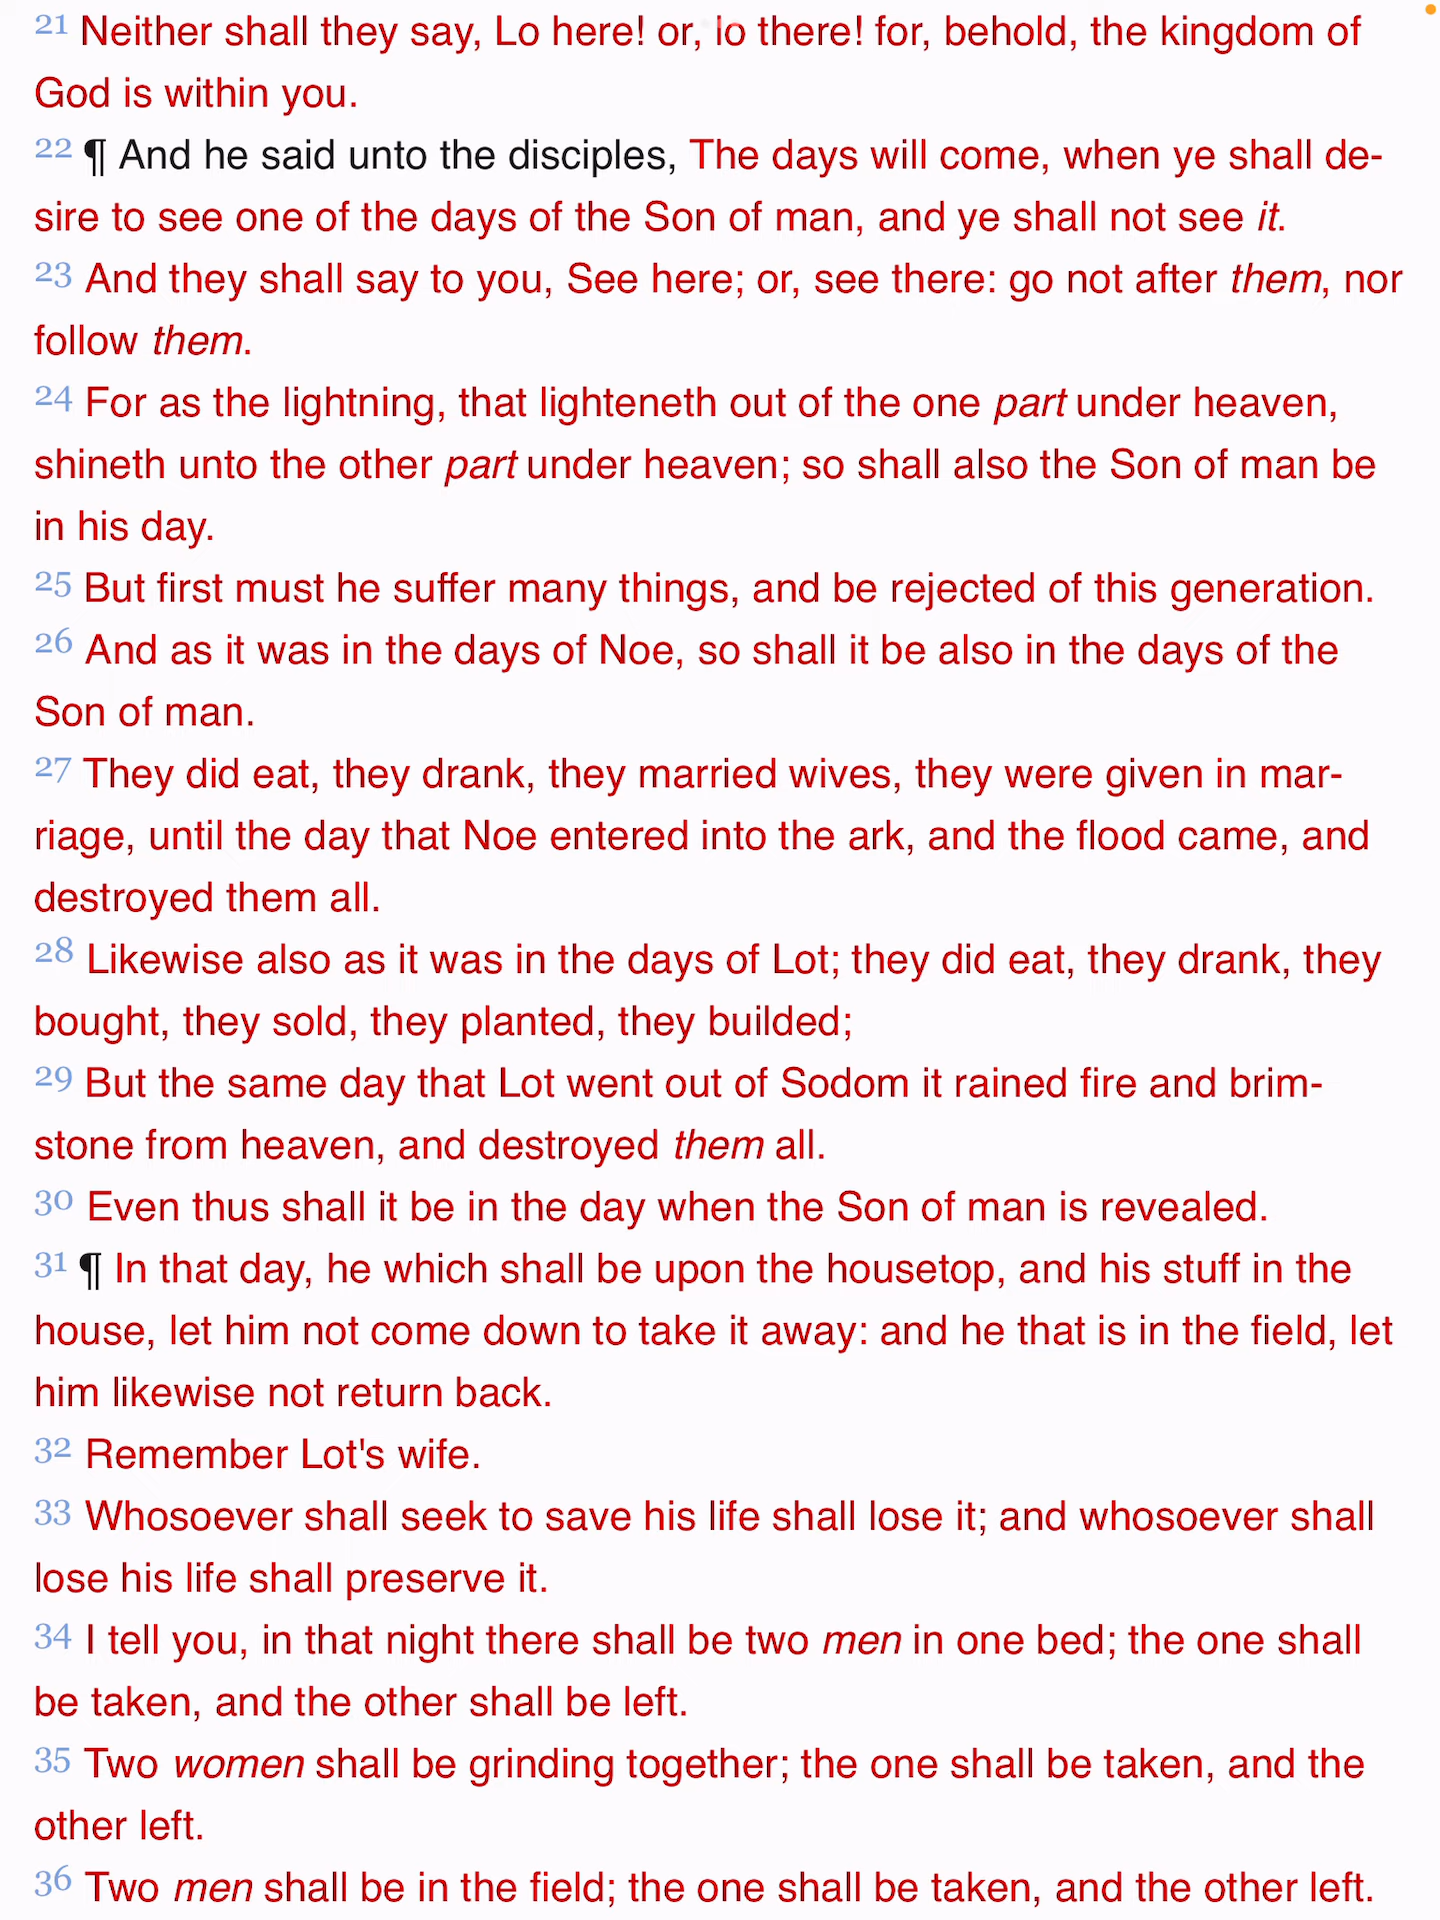 21 Neither shall they say, Lo here! or, lo there! for, behold, the kingdom of
God is within you.
22 ¶ And he said unto the disciples, The days will come, when ye shall de-
sire to see one of the days of the Son of man, and ye shall not see it.
23 And they shall say to you, See here; or, see there: go not after them, nor
follow them.
24 For as the lightning, that lighteneth out of the one part under heaven,
shineth unto the other part under heaven; so shall also the Son of man be
in his day.
25 But first must he suffer many things, and be rejected of this generation.
26 And as it was in the days of Noe, so shall it be also in the days of the
Son of man.
27 They did eat, they drank, they married wives, they were given in mar-
riage, until the day that Noe entered into the ark, and the flood came, and
destroyed them all.
28 Likewise also as it was in the days of Lot; they did eat, they drank, they
bought, they sold, they planted, they builded;
29 But the same day that Lot went out of Sodom it rained fire and brim-
stone from heaven, and destroyed them all.
30 Even thus shall it be in the day when the Son of man is revealed.
31 ¶ In that day, he which shall be upon the housetop, and his stuff in the
house, let him not come down to take it away: and he that is in the field, let
him likewise not return back.
32 Remember Lot's wife.
33 Whosoever shall seek to save his life shall lose it; and whosoever shall
lose his life shall preserve it.
34 I tell you, in that night there shall be two men in one bed; the one shall
be taken, and the other shall be left.
35 Two women shall be grinding together; the one shall be taken, and the
other left.
36 Two men shall be in the field; the one shall be taken, and the other left.